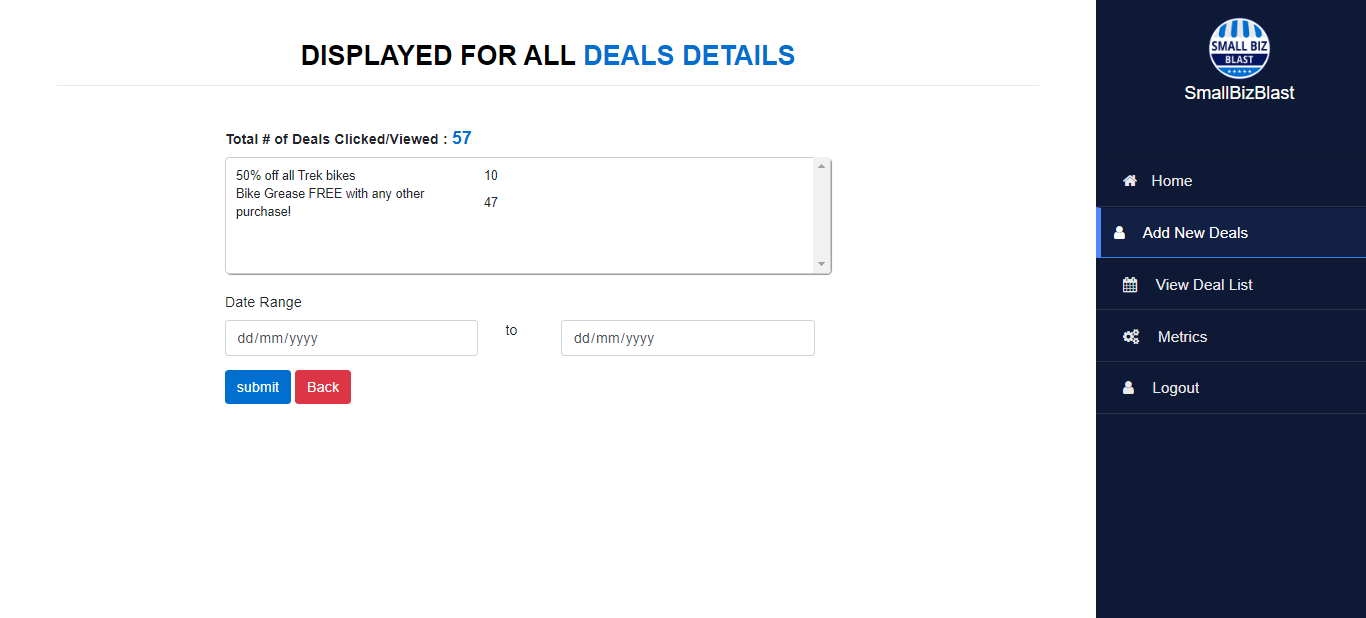 DISPLAYED FOR ALL DEALS DETAILS
Total # of Deals Clicked/Viewed : 57
50% off all Trek bikes 10
Bike Grease FREE with any other
purchase! 47
Date Range
dd/mm/yyyy to dd/mm/yyyy
submit Back
SMALL BIZ
BLAST
SmallBizBlast
Home
Add New Deals
View Deal List
Metrics
Logout